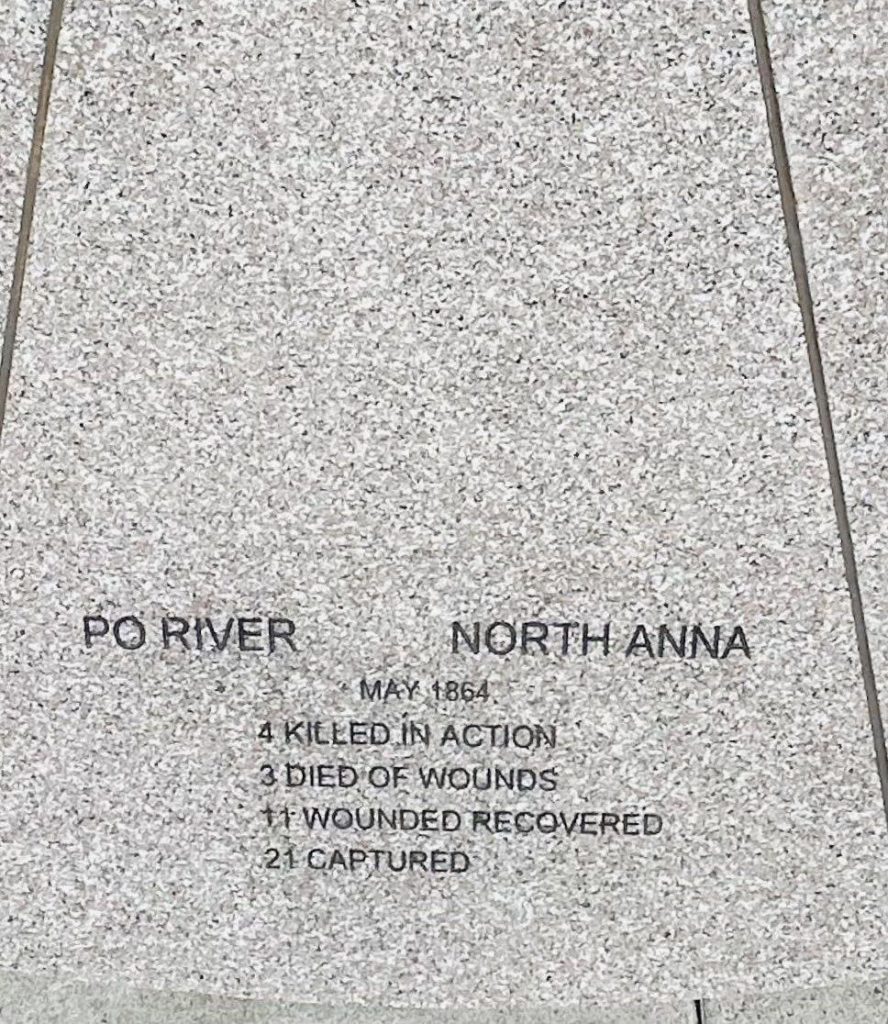 PO RIVER NORTH ANNA
MAY 1864
4 KILLED IN ACTION
3 DIED OF WOUNDS
11 WOUNDED RECOVERED
21 CAPTURED